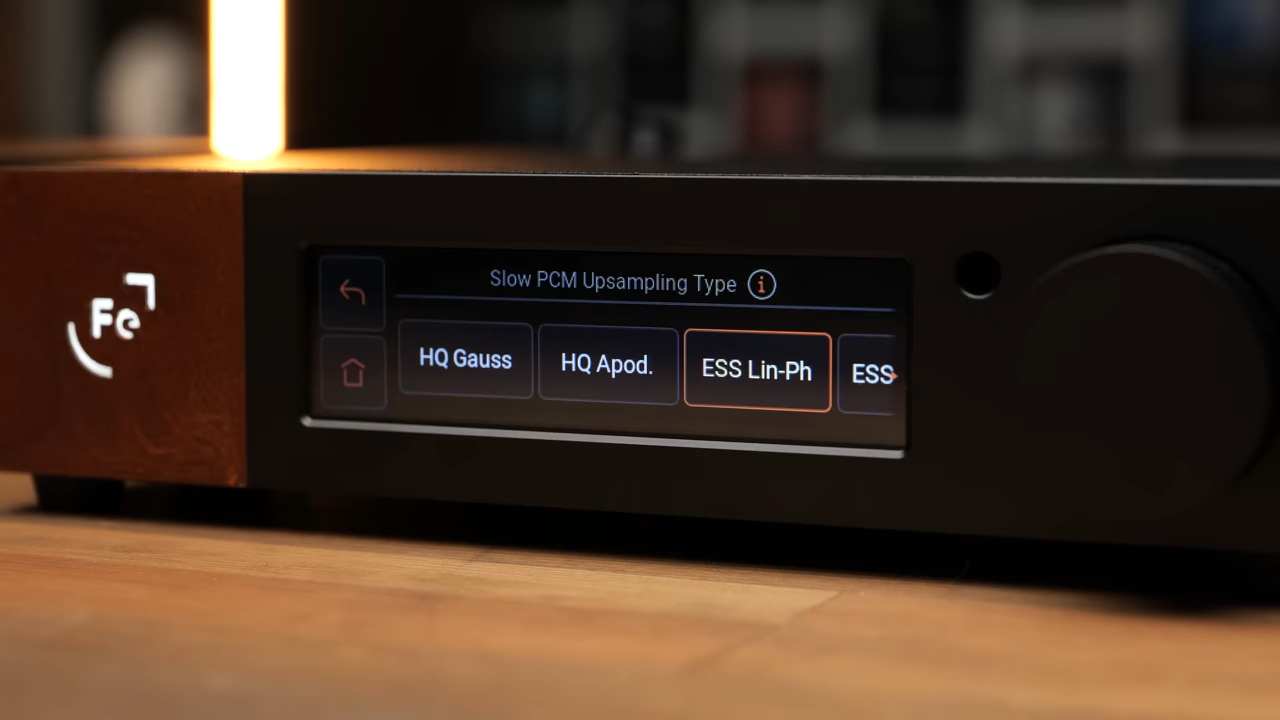 Fe
Slow PCM Upsampling Type i
HQ Gauss
HQ Apod.
ESS Lin-Ph
ESS